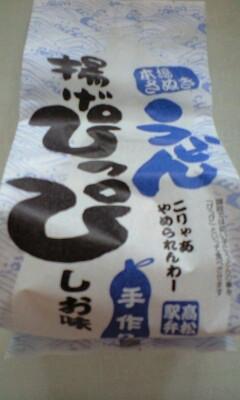 本場
さぬき
うどん
揚げぴっぴ
しお味
こりゃあ
やめられんわー
手作り
高松
駅弁